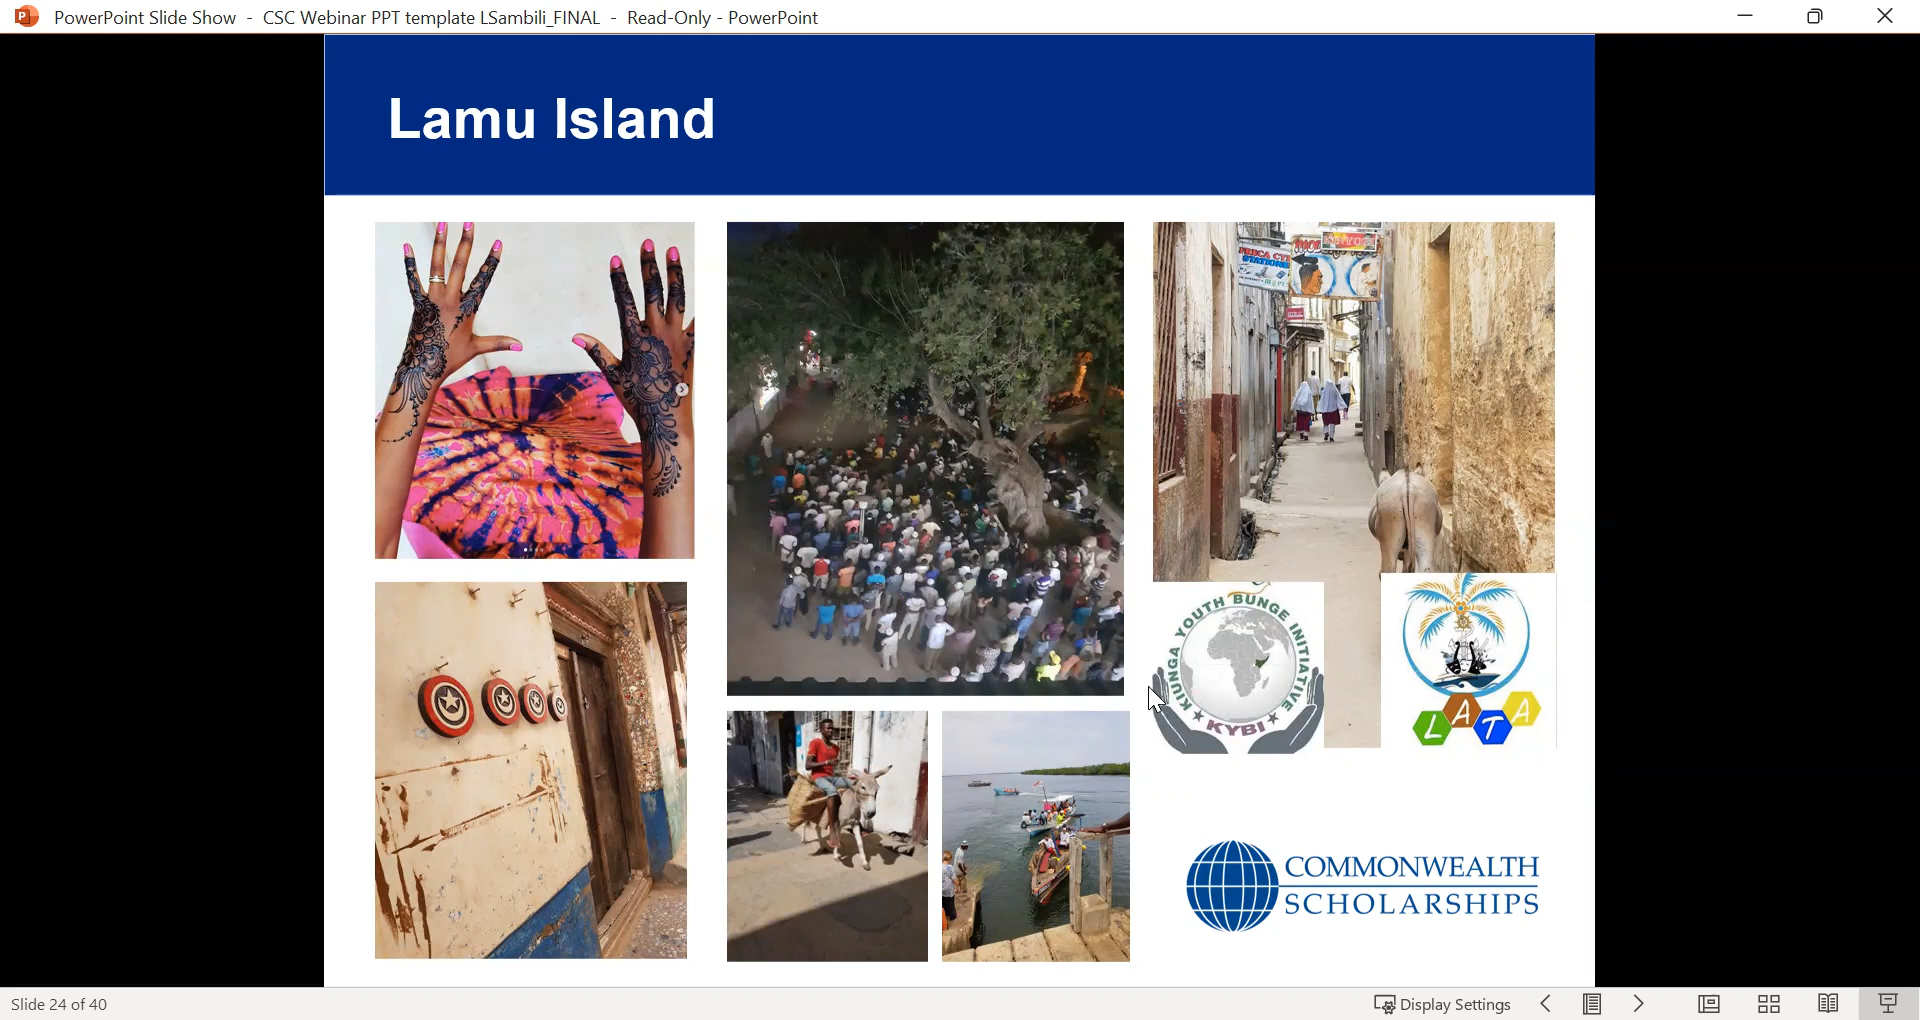 PowerPoint Slide Show - CSC Webinar PPT template LSambili_FINAL - Read-Only - PowerPoint
Lamu Island
KIUNGA YOUTH BUNGE INITIATIVE
KYBI
LATA
COMMONWEALTH
SCHOLARSHIPS
Slide 24 of 40
Display Settings